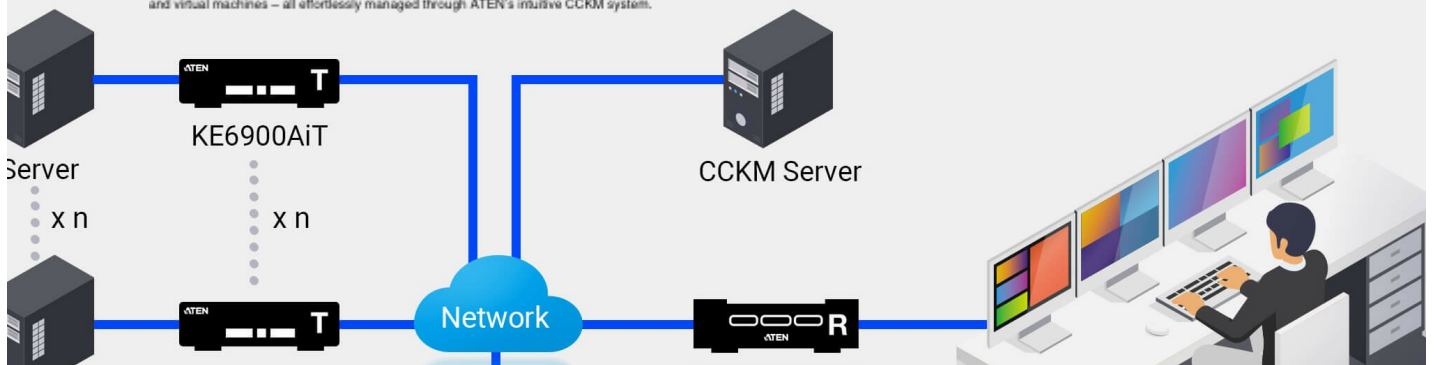 and virtual machines – all effortlessly managed through ATEN's intuitive CCKM system.
ATEN
T
KE6900AiT
Server
CCKM Server
x n
x n
ATEN
T
Network
R
ATEN